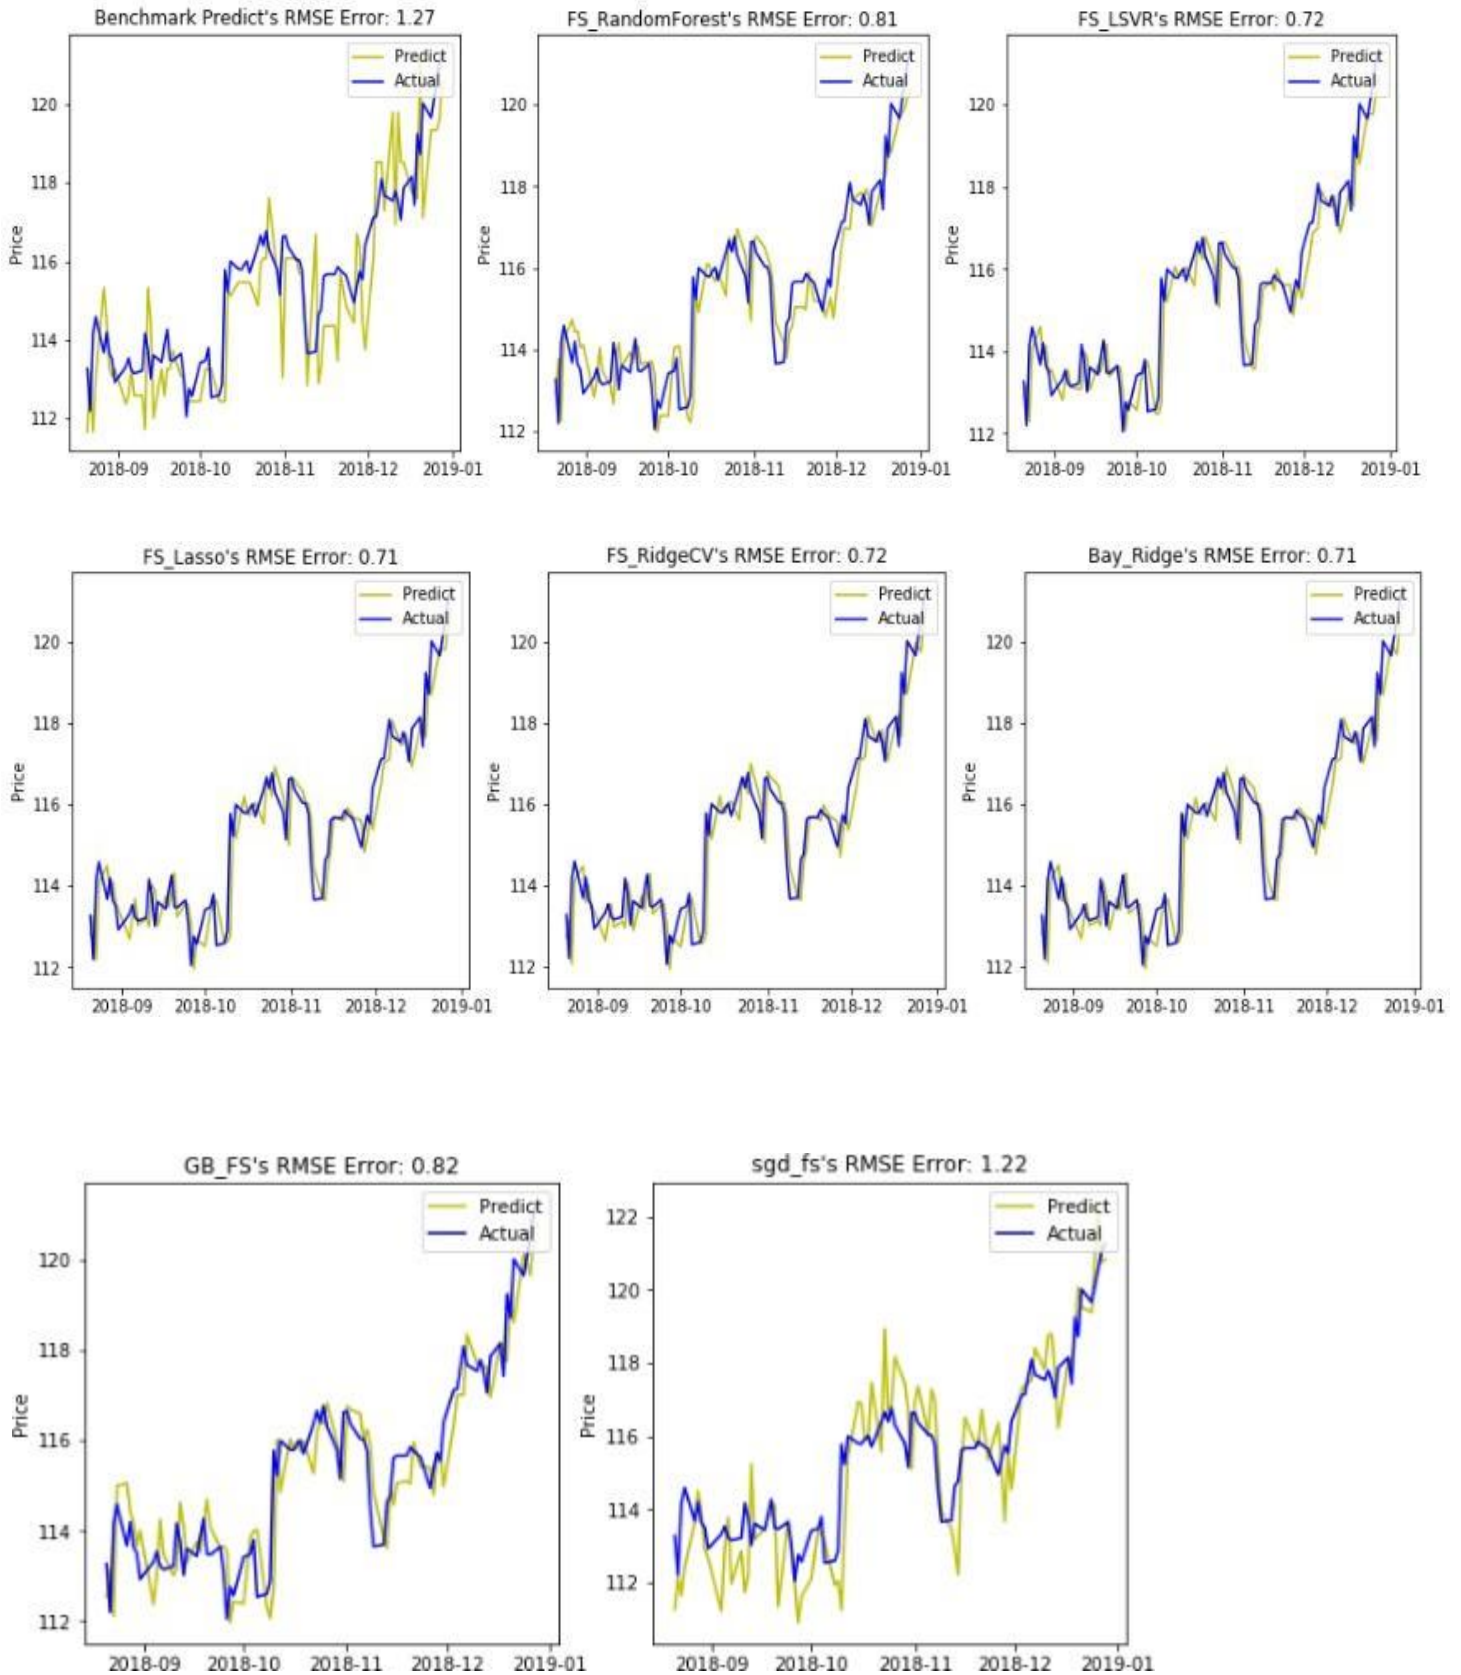 Benchmark Predict's RMSE Error: 1.27
Predict
Actual
120
118
116
114
112
Price
2018-09 2018-10 2018-11 2018-12 2019-01
FS_RandomForest's RMSE Error: 0.81
Predict
Actual
120
118
116
114
112
Price
2018-09 2018-10 2018-11 2018-12 2019-01
FS_LSVR's RMSE Error: 0.72
Predict
Actual
120
118
116
114
112
Price
2018-09 2018-10 2018-11 2018-12 2019-01
FS_Lasso's RMSE Error: 0.71
Predict
Actual
120
118
116
114
112
Price
2018-09 2018-10 2018-11 2018-12 2019-01
FS_RidgeCV's RMSE Error: 0.72
Predict
Actual
120
118
116
114
112
Price
2018-09 2018-10 2018-11 2018-12 2019-01
Bay_Ridge's RMSE Error: 0.71
Predict
Actual
120
118
116
114
112
Price
2018-09 2018-10 2018-11 2018-12 2019-01
GB_FS's RMSE Error: 0.82
Predict
Actual
120
118
116
114
112
Price
2018-09 2018-10 2018-11 2018-12 2019-01
sgd_fs's RMSE Error: 1.22
Predict
Actual
122
120
118
116
114
112
Price
2018-09 2018-10 2018-11 2018-12 2019-01